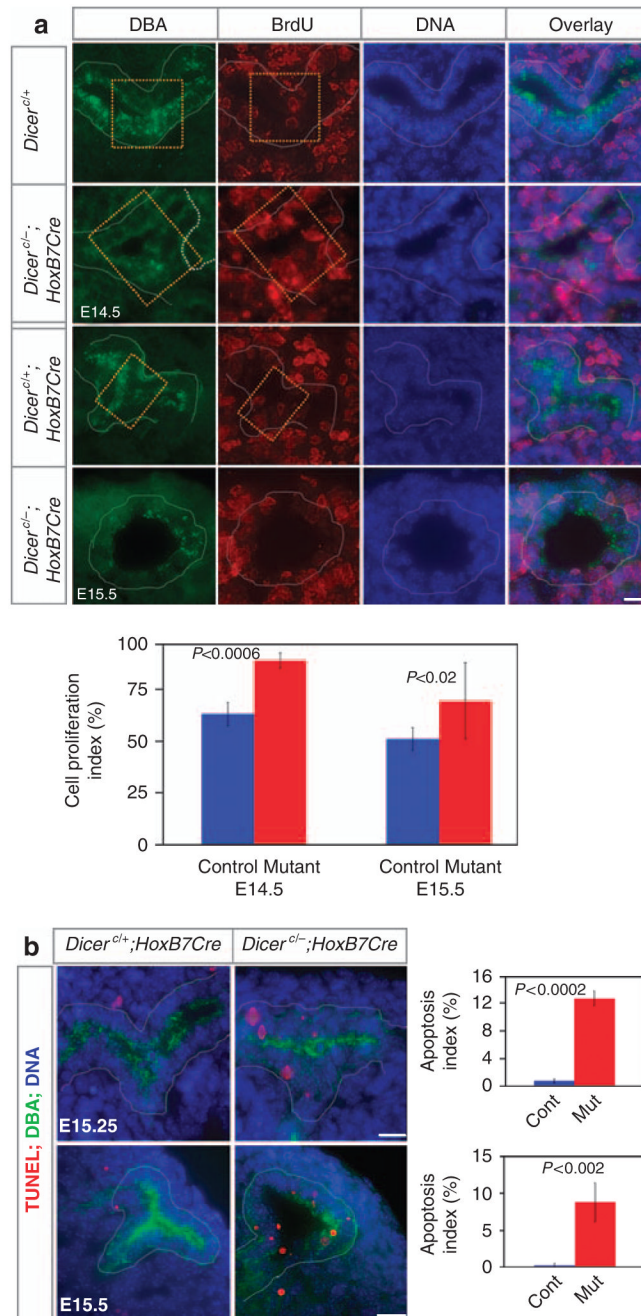 a
DBA BrdU DNA Overlay
Dicer^c/+
Dicer^c/–;
HoxB7Cre
E14.5
Dicer^c/+;
HoxB7Cre
Dicer^c/–;
HoxB7Cre
E15.5
Cell proliferation
index (%)
100
75
50
25
0
P<0.0006
P<0.02
Control Mutant
E14.5
Control Mutant
E15.5
b
Dicer^c/+;HoxB7Cre Dicer^c/–;HoxB7Cre
TUNEL; DBA; DNA
E15.25
E15.5
Apoptosis
index (%)
16
12
8
4
0
P<0.0002
Cont Mut
Apoptosis
index (%)
15
10
5
0
P<0.002
Cont Mut